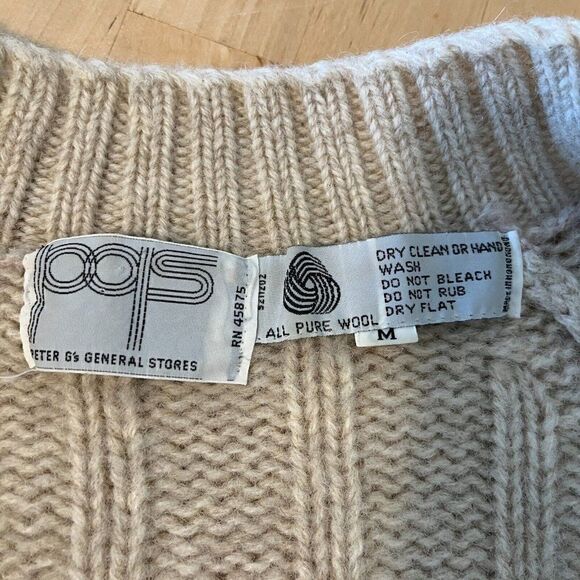 pgs
PETER G's GENERAL STORES
RN 45875
ALL PURE WOOL
DRY CLEAN OR HAND
WASH
DO NOT BLEACH
DO NOT RUB
DRY FLAT
M